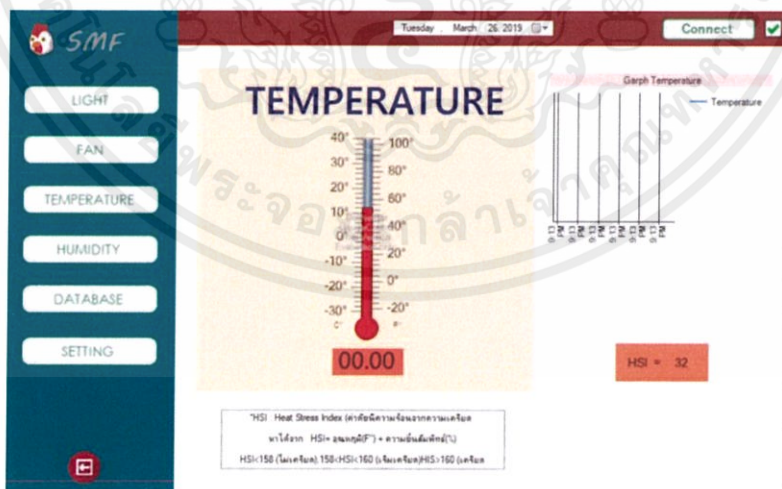 SMF
Tuesday , March 26, 2019
Connect
LIGHT
FAN
TEMPERATURE
HUMIDITY
DATABASE
SETTING
TEMPERATURE
40° 100°
30° 80°
20° 60°
10° 40°
0° 20°
-10° 0°
-20° -20°
-30°
C° F°
00.00
Garph Temperature
Temperature
HSI = 32
*HSI Heat Stress Index (ค่าดัชนีความร้อนจากความเครียด
หาได้จาก HSI= อุณหภูมิ(F°) + ความชื้นสัมพัทธ์(%)
HSI<158 (ไม่เครียด),158<HSI<160 (เริ่มเครียด)HIS>160 (เครียด